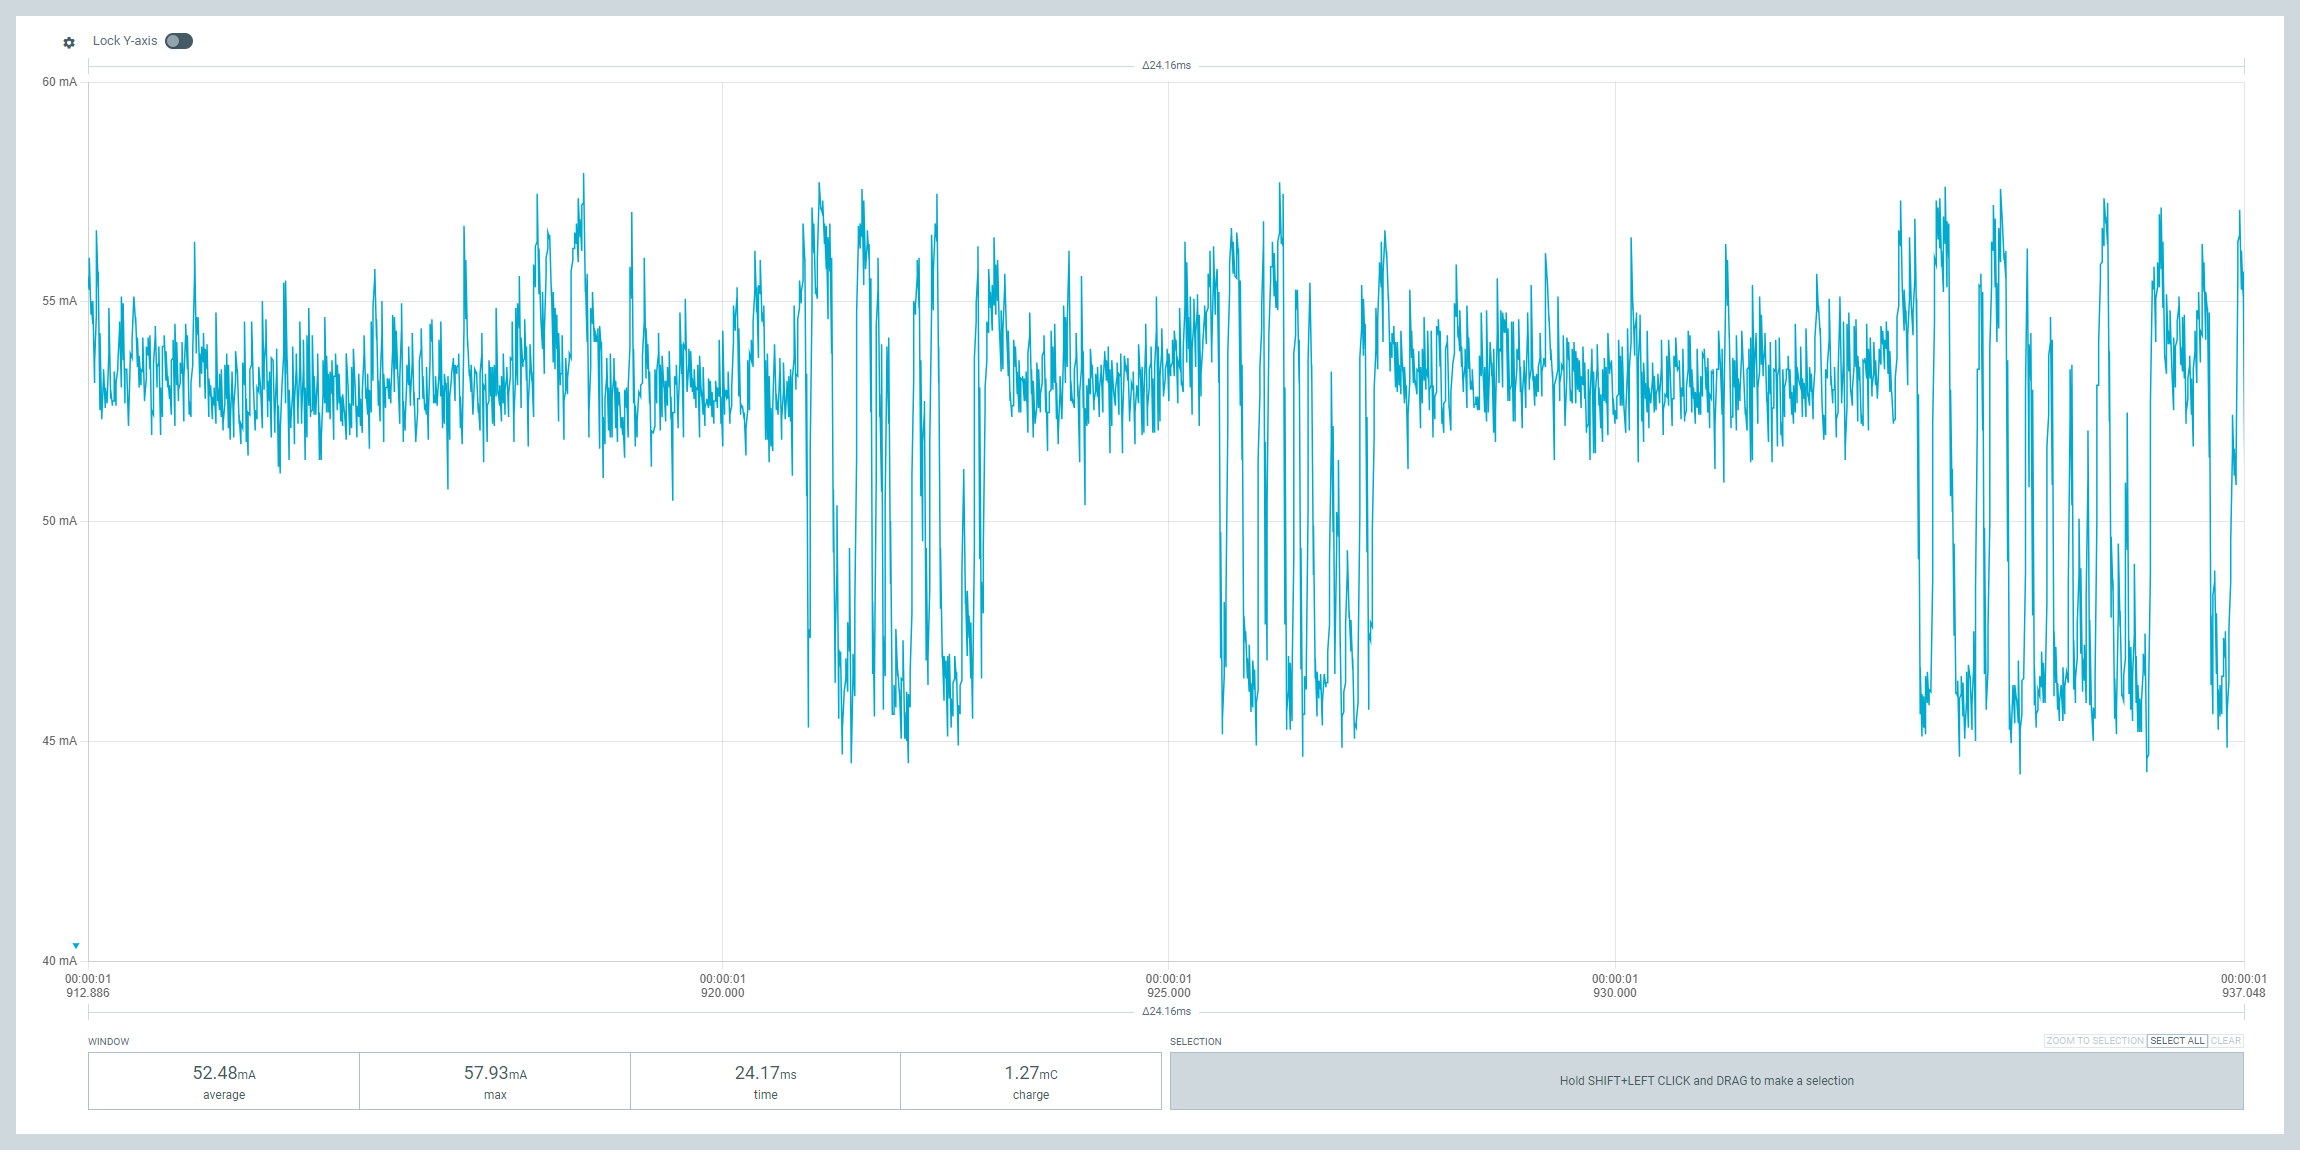 Lock Y-axis
Δ24.16ms
60 mA
55 mA
50 mA
45 mA
40 mA
00:00:01 00:00:01 00:00:01 00:00:01 00:00:01
912.886 920.000 925.000 930.000 937.048
Δ24.16ms
WINDOW SELECTION ZOOM TO SELECTION SELECT ALL CLEAR
52.48mA 57.93mA 24.17ms 1.27mC
average max time charge
Hold SHIFT+LEFT CLICK and DRAG to make a selection